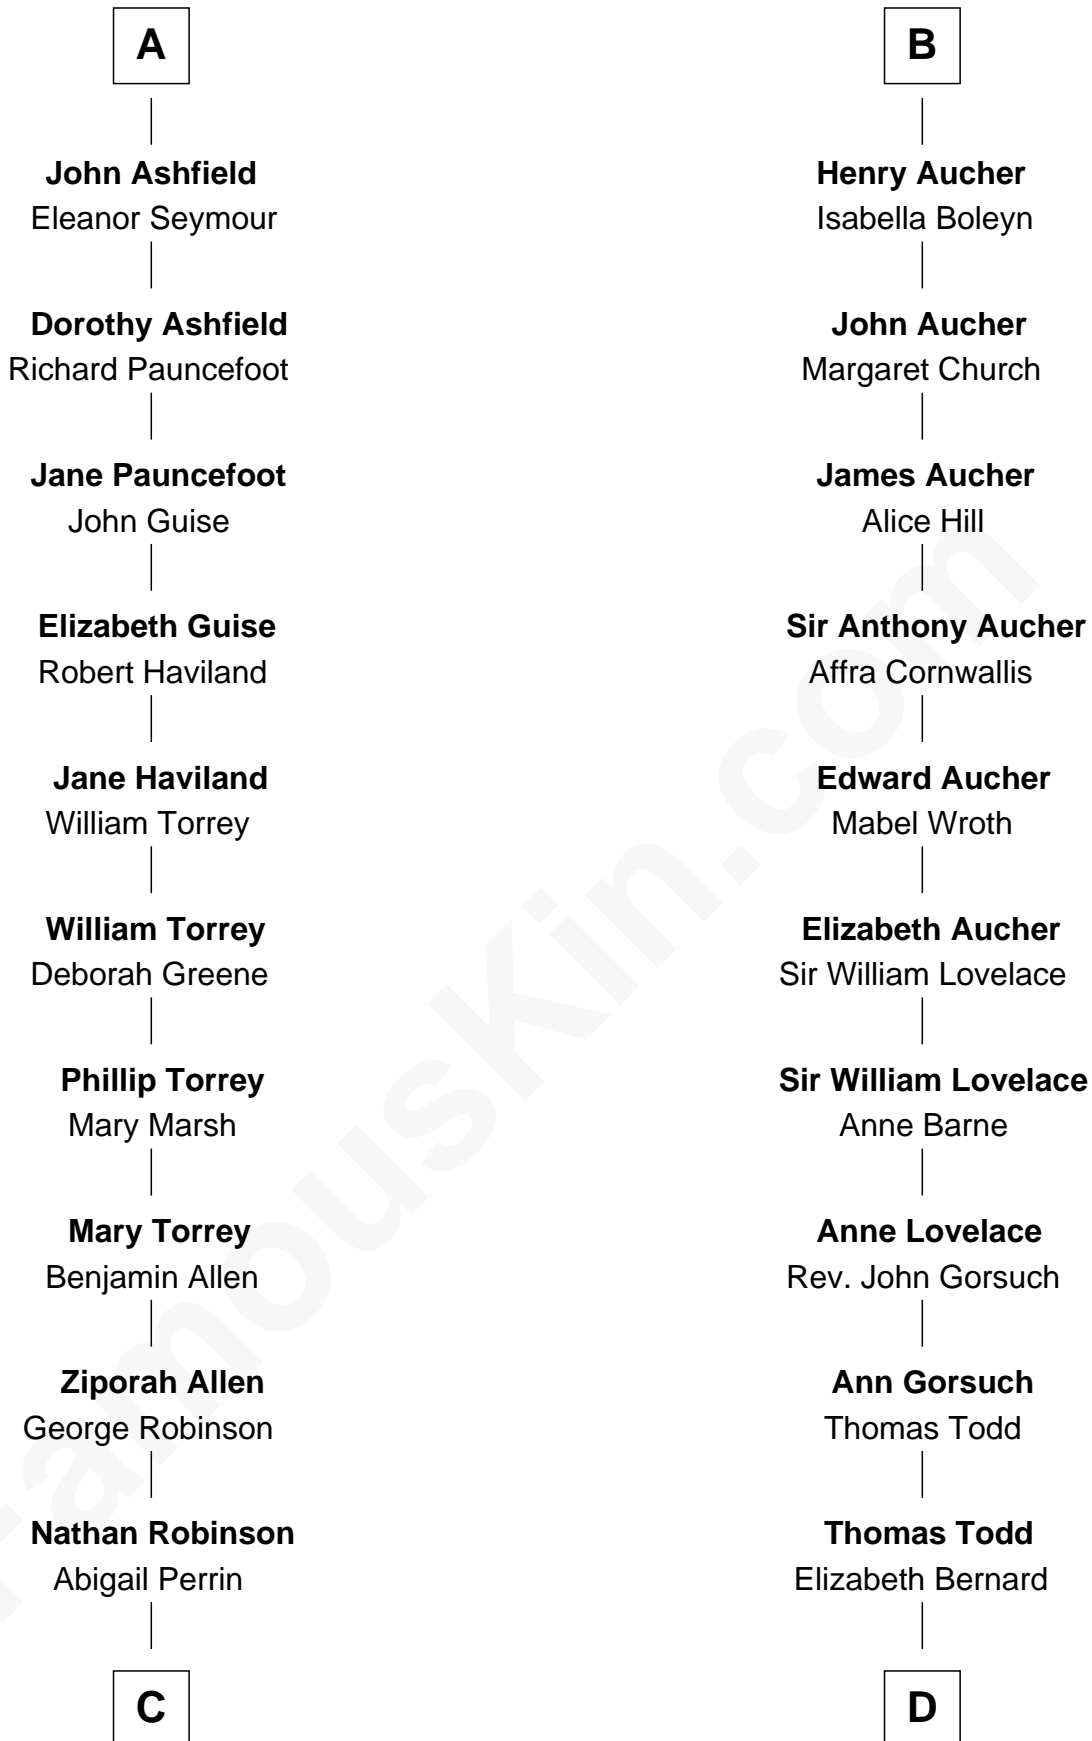 A
John Ashfield
Eleanor Seymour
Dorothy Ashfield
Richard Pauncefoot
Jane Pauncefoot
John Guise
Elizabeth Guise
Robert Haviland
Jane Haviland
William Torrey
William Torrey
Deborah Greene
Phillip Torrey
Mary Marsh
Mary Torrey
Benjamin Allen
Ziporah Allen
George Robinson
Nathan Robinson
Abigail Perrin
C
B
Henry Aucher
Isabella Boleyn
John Aucher
Margaret Church
James Aucher
Alice Hill
Sir Anthony Aucher
Affra Cornwallis
Edward Aucher
Mabel Wroth
Elizabeth Aucher
Sir William Lovelace
Sir William Lovelace
Anne Barne
Anne Lovelace
Rev. John Gorsuch
Ann Gorsuch
Thomas Todd
Thomas Todd
Elizabeth Bernard
D
FamousKin.com